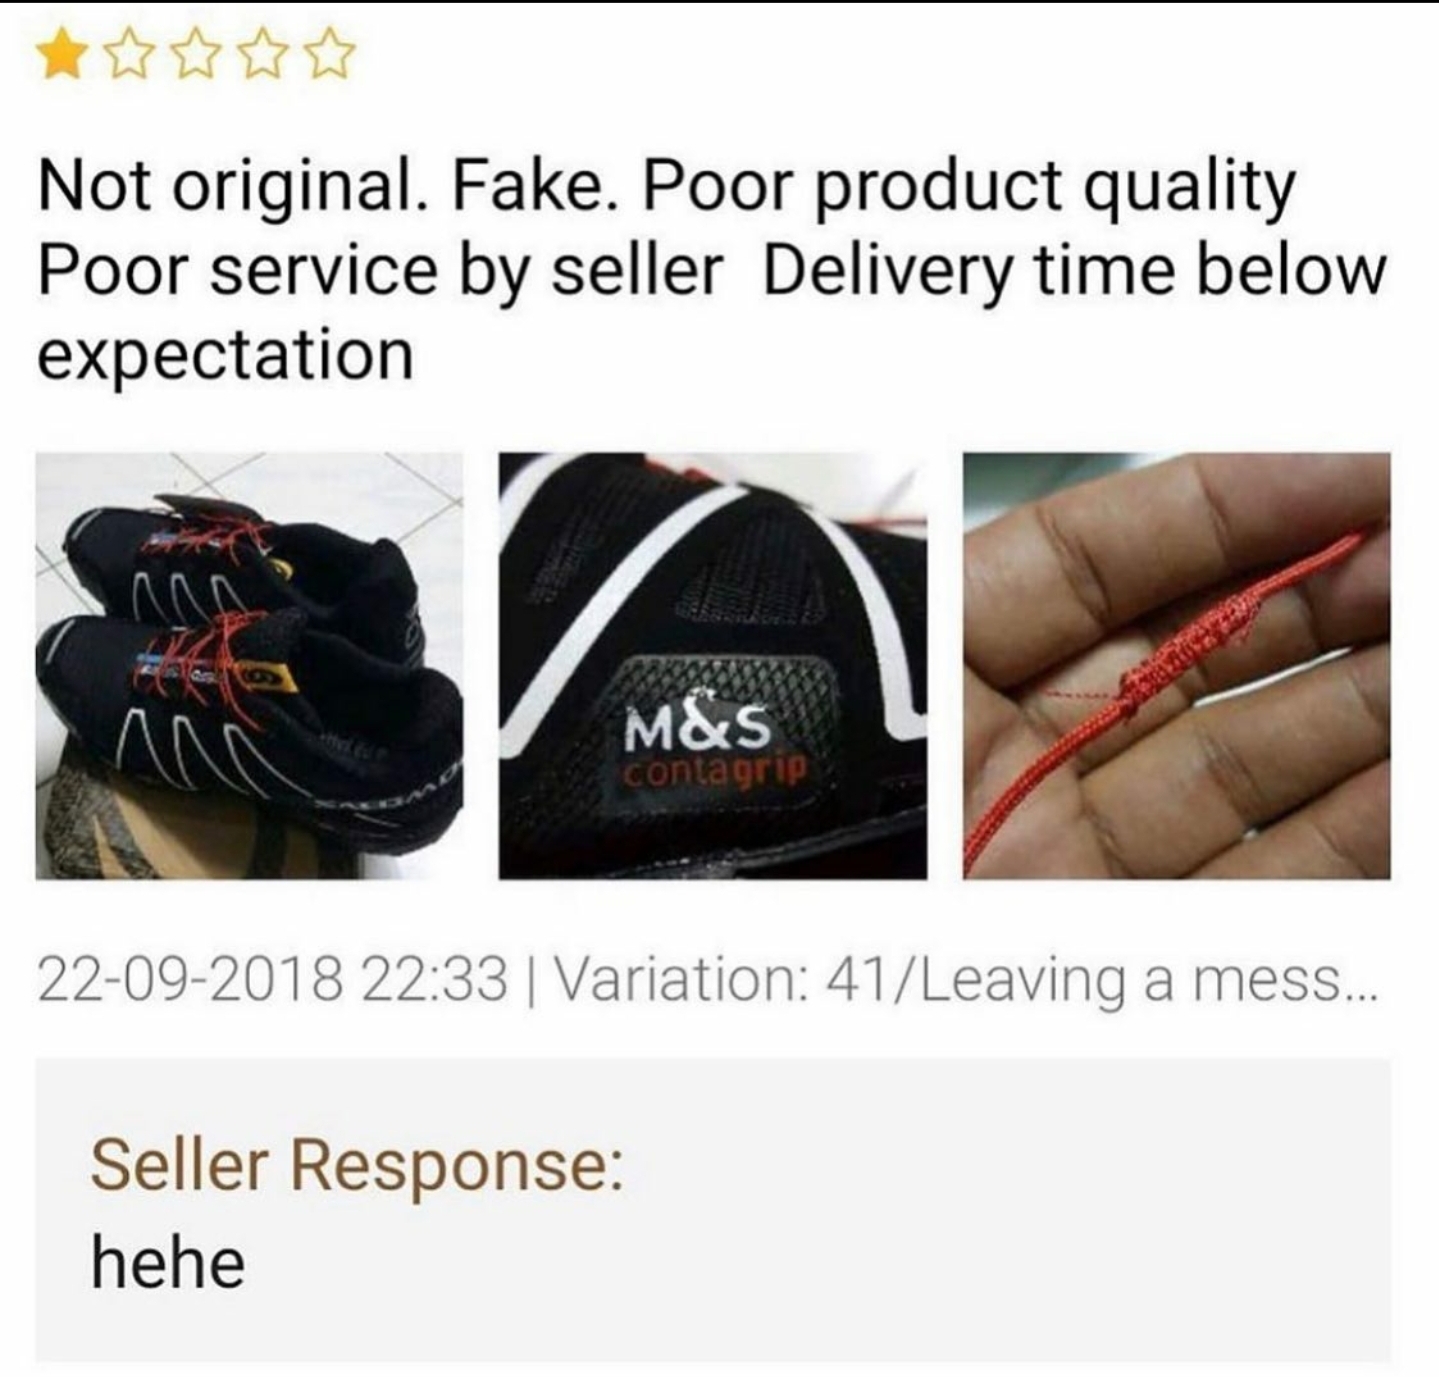 Not original. Fake. Poor product quality
Poor service by seller  Delivery time below
expectation
SALOMON
M&S
contagrip
22-09-2018 22:33 | Variation: 41/Leaving a mess...
Seller Response:
hehe